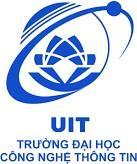 UIT
TRƯỜNG ĐẠI HỌC
CÔNG NGHỆ THÔNG TIN